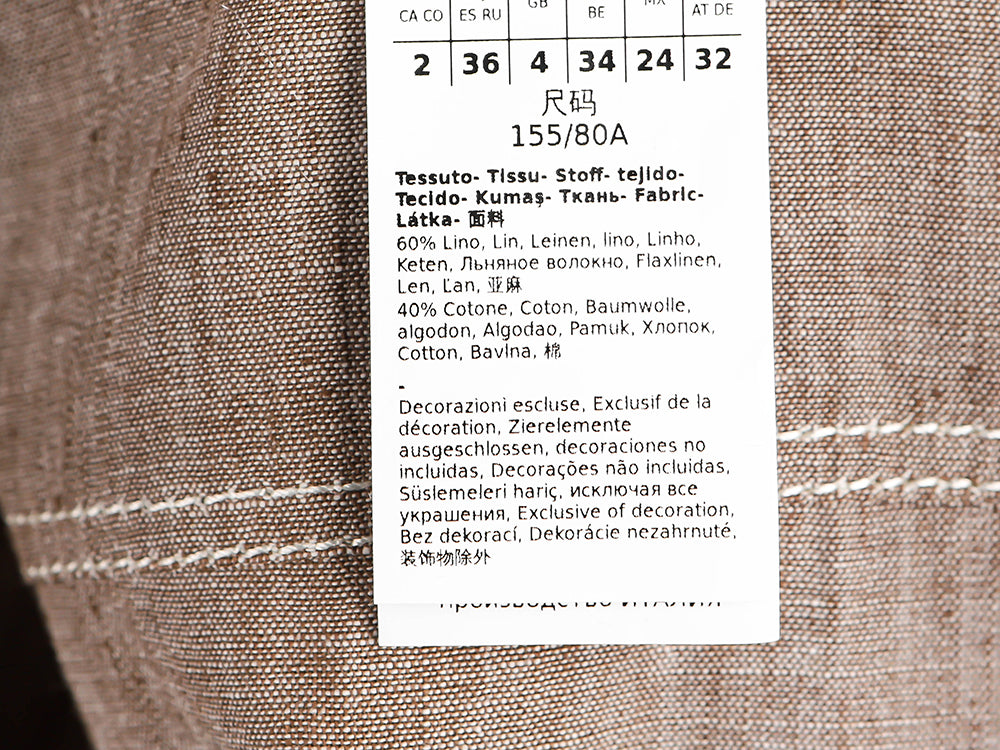 CA CO ES RU GB BE MX AT DE
2 36 4 34 24 32
尺码
155/80A
Tessuto- Tissu- Stoff- tejido-
Tecido- Kumaş- Ткань- Fabric-
Látka- 面料
60% Lino, Lin, Leinen, lino, Linho,
Keten, Льняное волокно, Flaxlinen,
Len, Ľan, 亚麻
40% Cotone, Coton, Baumwolle,
algodon, Algodao, Pamuk, Хлопок,
Cotton, Bavlna, 棉
-
Decorazioni escluse, Exclusif de la
décoration, Zierelemente
ausgeschlossen, decoraciones no
incluidas, Decorações não incluidas,
Süslemeleri hariç, исключая все
украшения, Exclusive of decoration,
Bez dekorací, Dekorácie nezahrnuté,
装饰物除外
производство ИТАЛИЯ